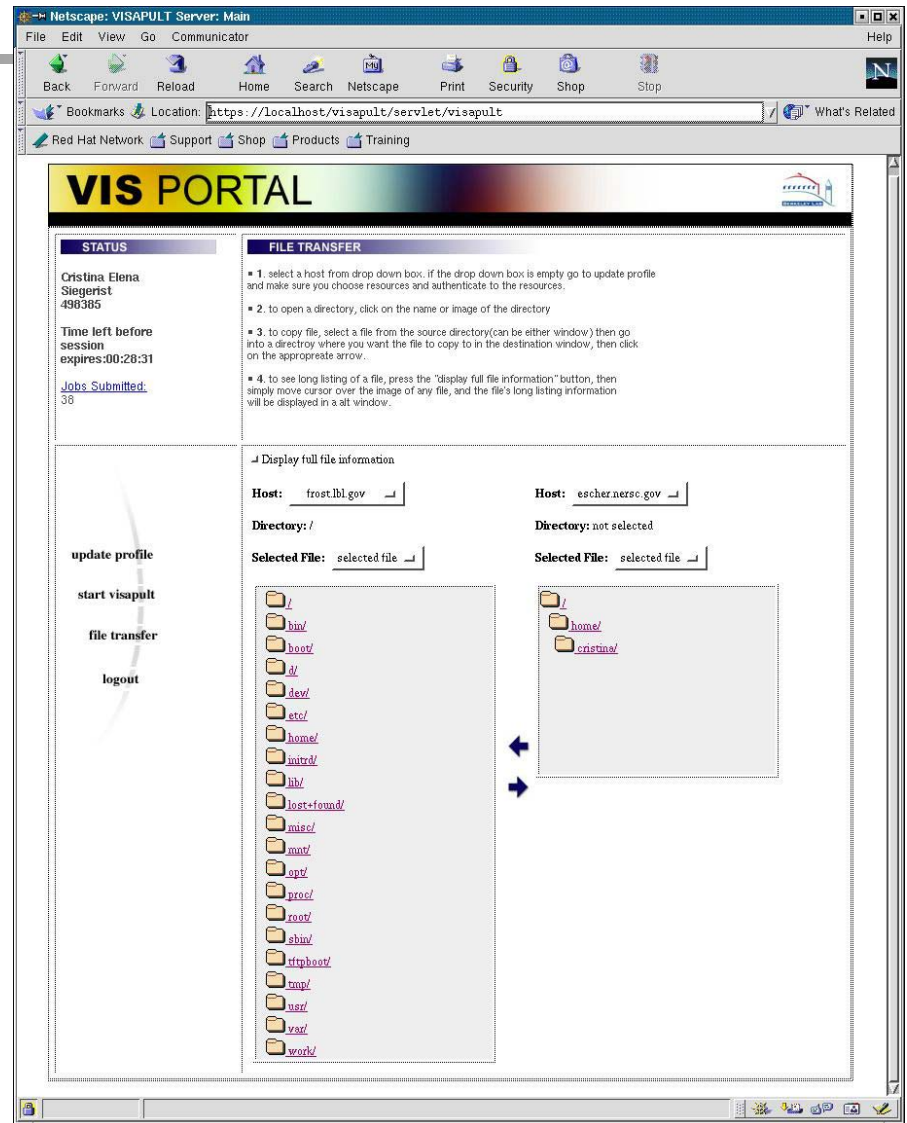 Netscape: VISAPULT Server: Main
File Edit View Go Communicator Help
Back Forward Reload Home Search Netscape Print Security Shop Stop
My
N
Bookmarks Location: https://localhost/visapult/servlet/visapult What's Related
Red Hat Network Support Shop Products Training
VIS PORTAL
BERKELEY LAB
STATUS
Cristina Elena
Siegerist
498385
Time left before
session
expires:00:28:31
Jobs Submitted:
38
FILE TRANSFER
1. select a host from drop down box. if the drop down box is empty go to update profile
and make sure you choose resources and authenticate to the resources.
2. to open a directory, click on the name or image of the directory
3. to copy file, select a file from the source directory(can be either window) then go
into a directroy where you want the file to copy to in the destination window, then click
on the appropreate arrow.
4. to see long listing of a file, press the "display full file information" button, then
simply move cursor over the image of any file, and the file's long listing information
will be displayed in a alt window.
update profile
start visapult
file transfer
logout
Display full file information
Host: frost.lbl.gov
Directory: /
Selected File: selected file
/
bin/
boot/
d/
dev/
etc/
home/
initrd/
lib/
lost+found/
misc/
mnt/
opt/
proc/
root/
sbin/
tftpboot/
tmp/
usr/
var/
work/
Host: escher.nersc.gov
Directory: not selected
Selected File: selected file
/
home/
cristina/